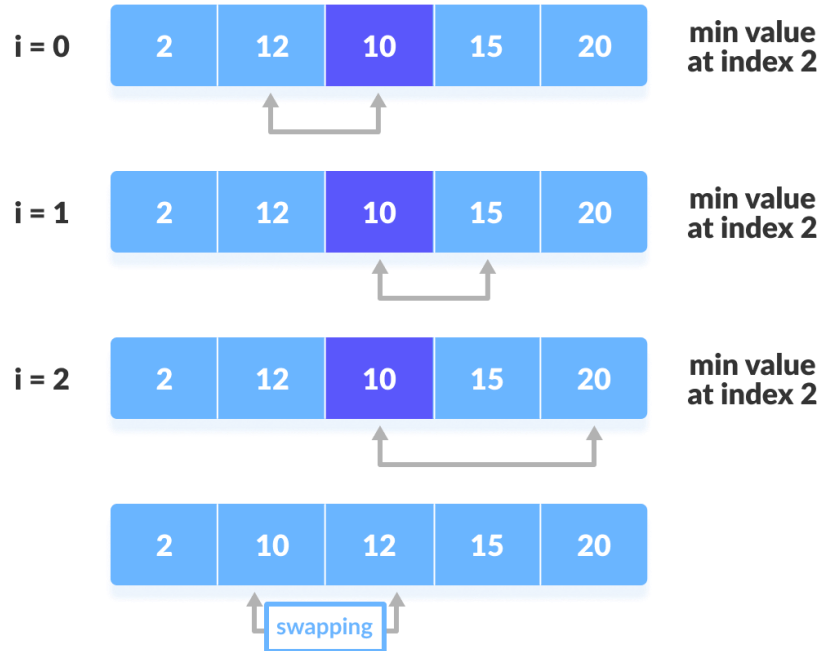 i = 0 2 12 10 15 20 min value
at index 2
i = 1 2 12 10 15 20 min value
at index 2
i = 2 2 12 10 15 20 min value
at index 2
2 10 12 15 20
swapping